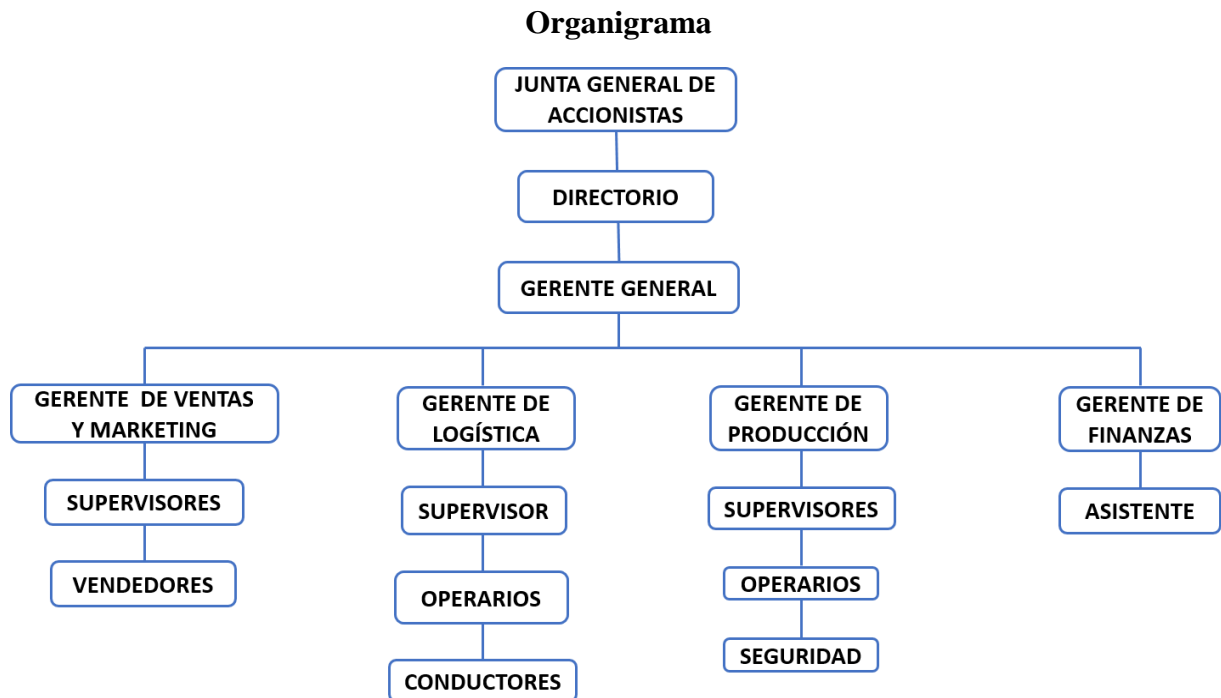 Organigrama
JUNTA GENERAL DE
ACCIONISTAS
DIRECTORIO
GERENTE GENERAL
GERENTE DE VENTAS
Y MARKETING
SUPERVISORES
VENDEDORES
GERENTE DE
LOGÍSTICA
SUPERVISOR
OPERARIOS
CONDUCTORES
GERENTE DE
PRODUCCIÓN
SUPERVISORES
OPERARIOS
SEGURIDAD
GERENTE DE
FINANZAS
ASISTENTE